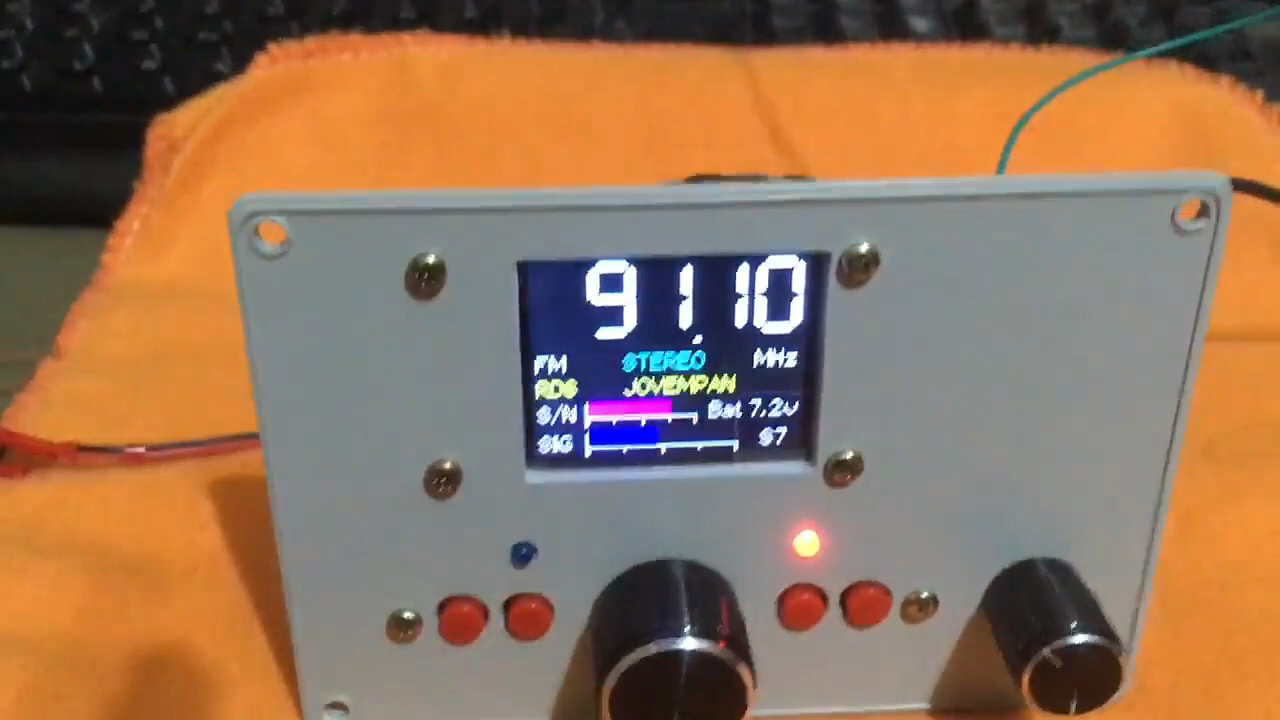 91.10
FM STEREO MHz
RDS JOVEMPAN
S/N Bat 7.2v
SIG S7